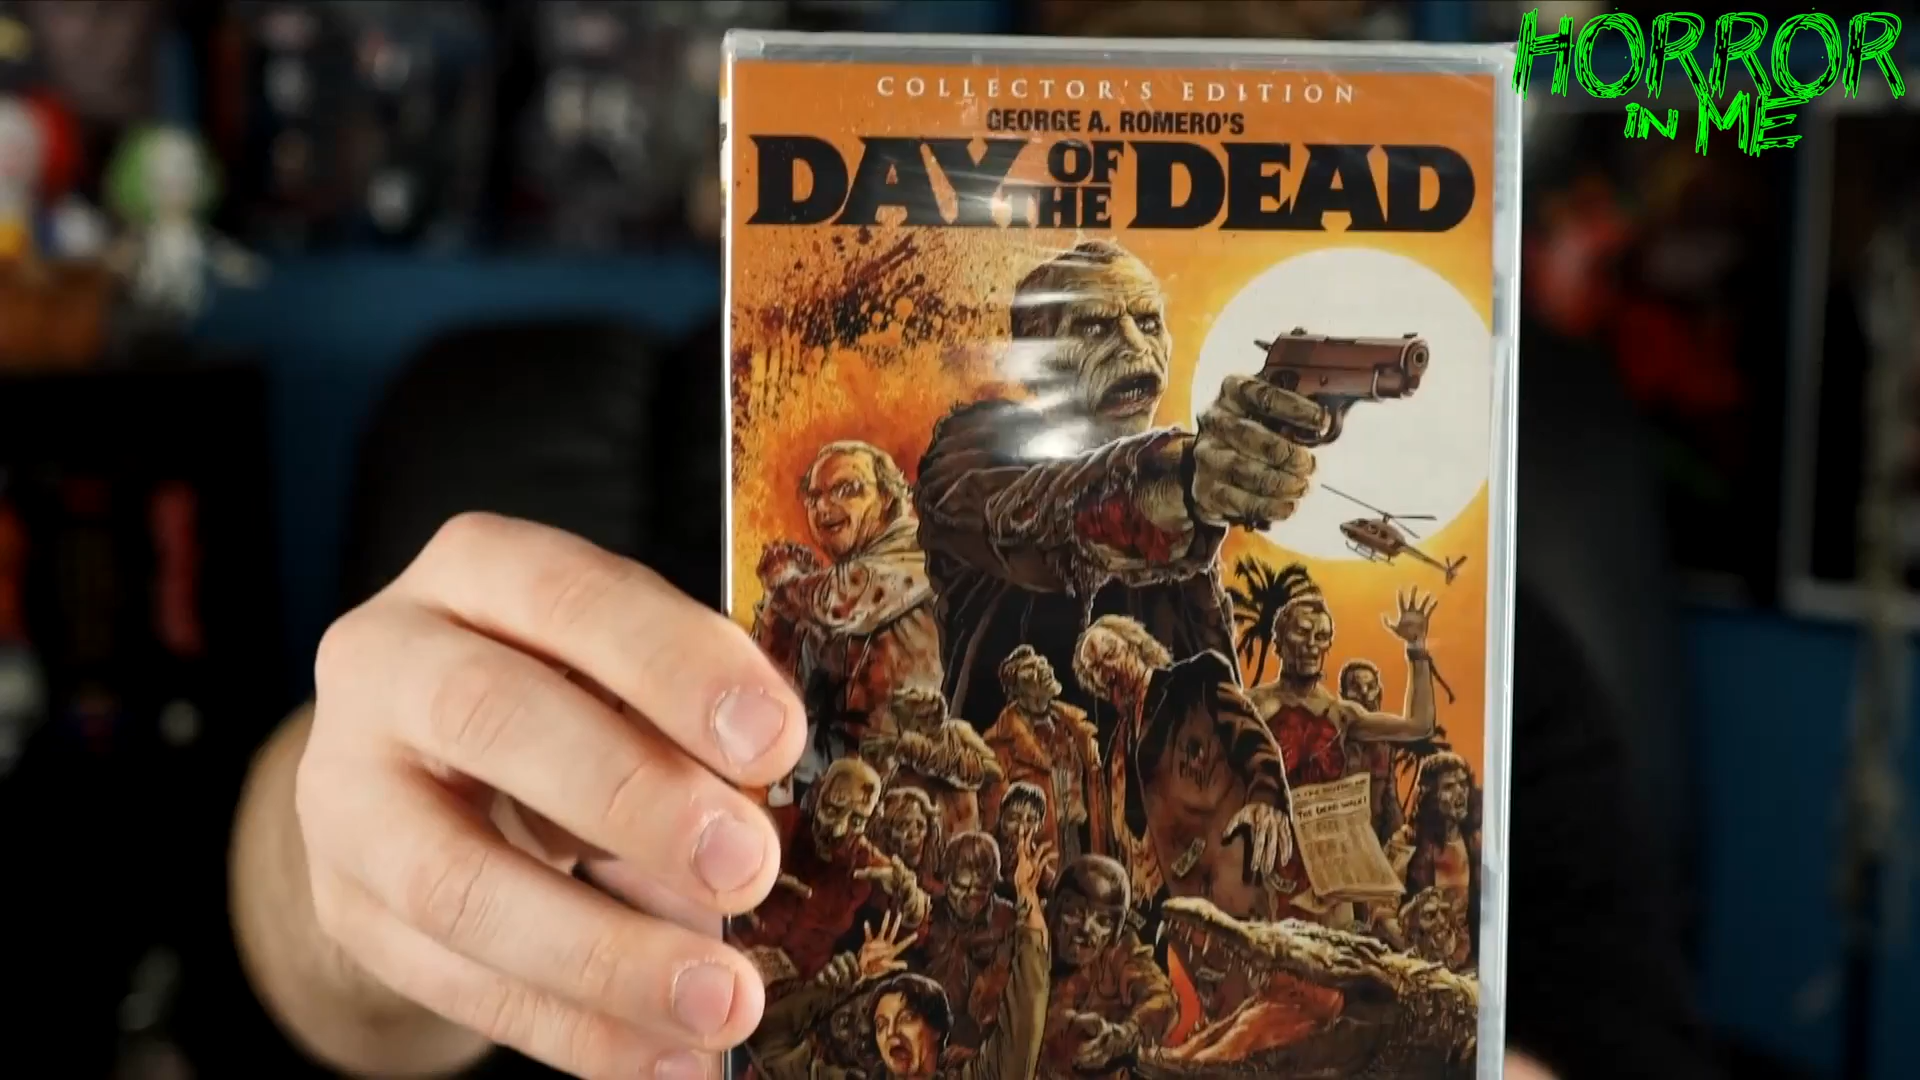 COLLECTOR'S EDITION
GEORGE A. ROMERO'S
DAY OF THE DEAD
HORROR
IN ME
THE DEAD WALK!